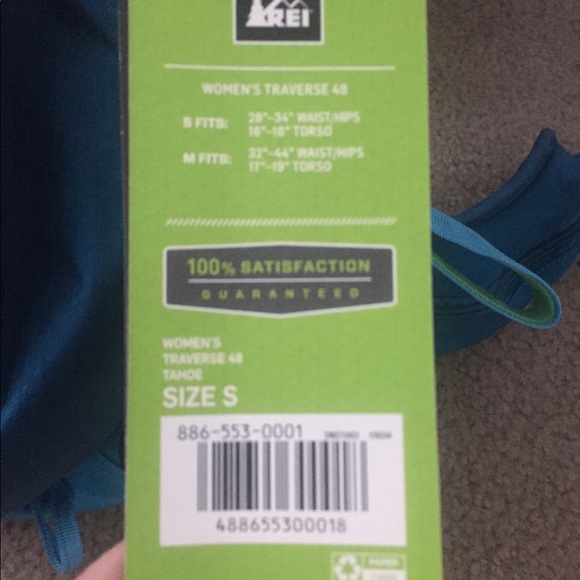 REI
WOMEN'S TRAVERSE 48
S FITS: 28"-34" WAIST/HIPS
16"-18" TORSO
M FITS: 32"-44" WAIST/HIPS
17"-19" TORSO
100% SATISFACTION
GUARANTEED
WOMEN'S
TRAVERSE 48
TAHOE
SIZE S
886-553-0001
488655300018
PAPER